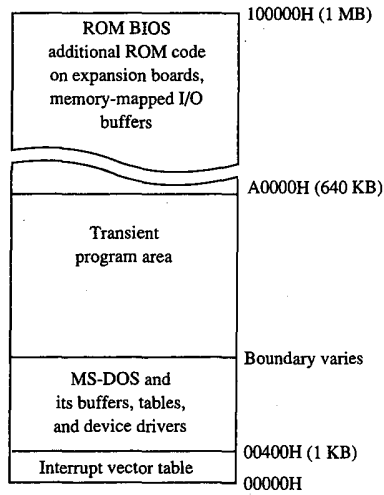 100000H (1 MB)
ROM BIOS
additional ROM code
on expansion boards,
memory-mapped I/O
buffers
A0000H (640 KB)
Transient
program area
Boundary varies
MS-DOS and
its buffers, tables,
and device drivers
00400H (1 KB)
Interrupt vector table
00000H